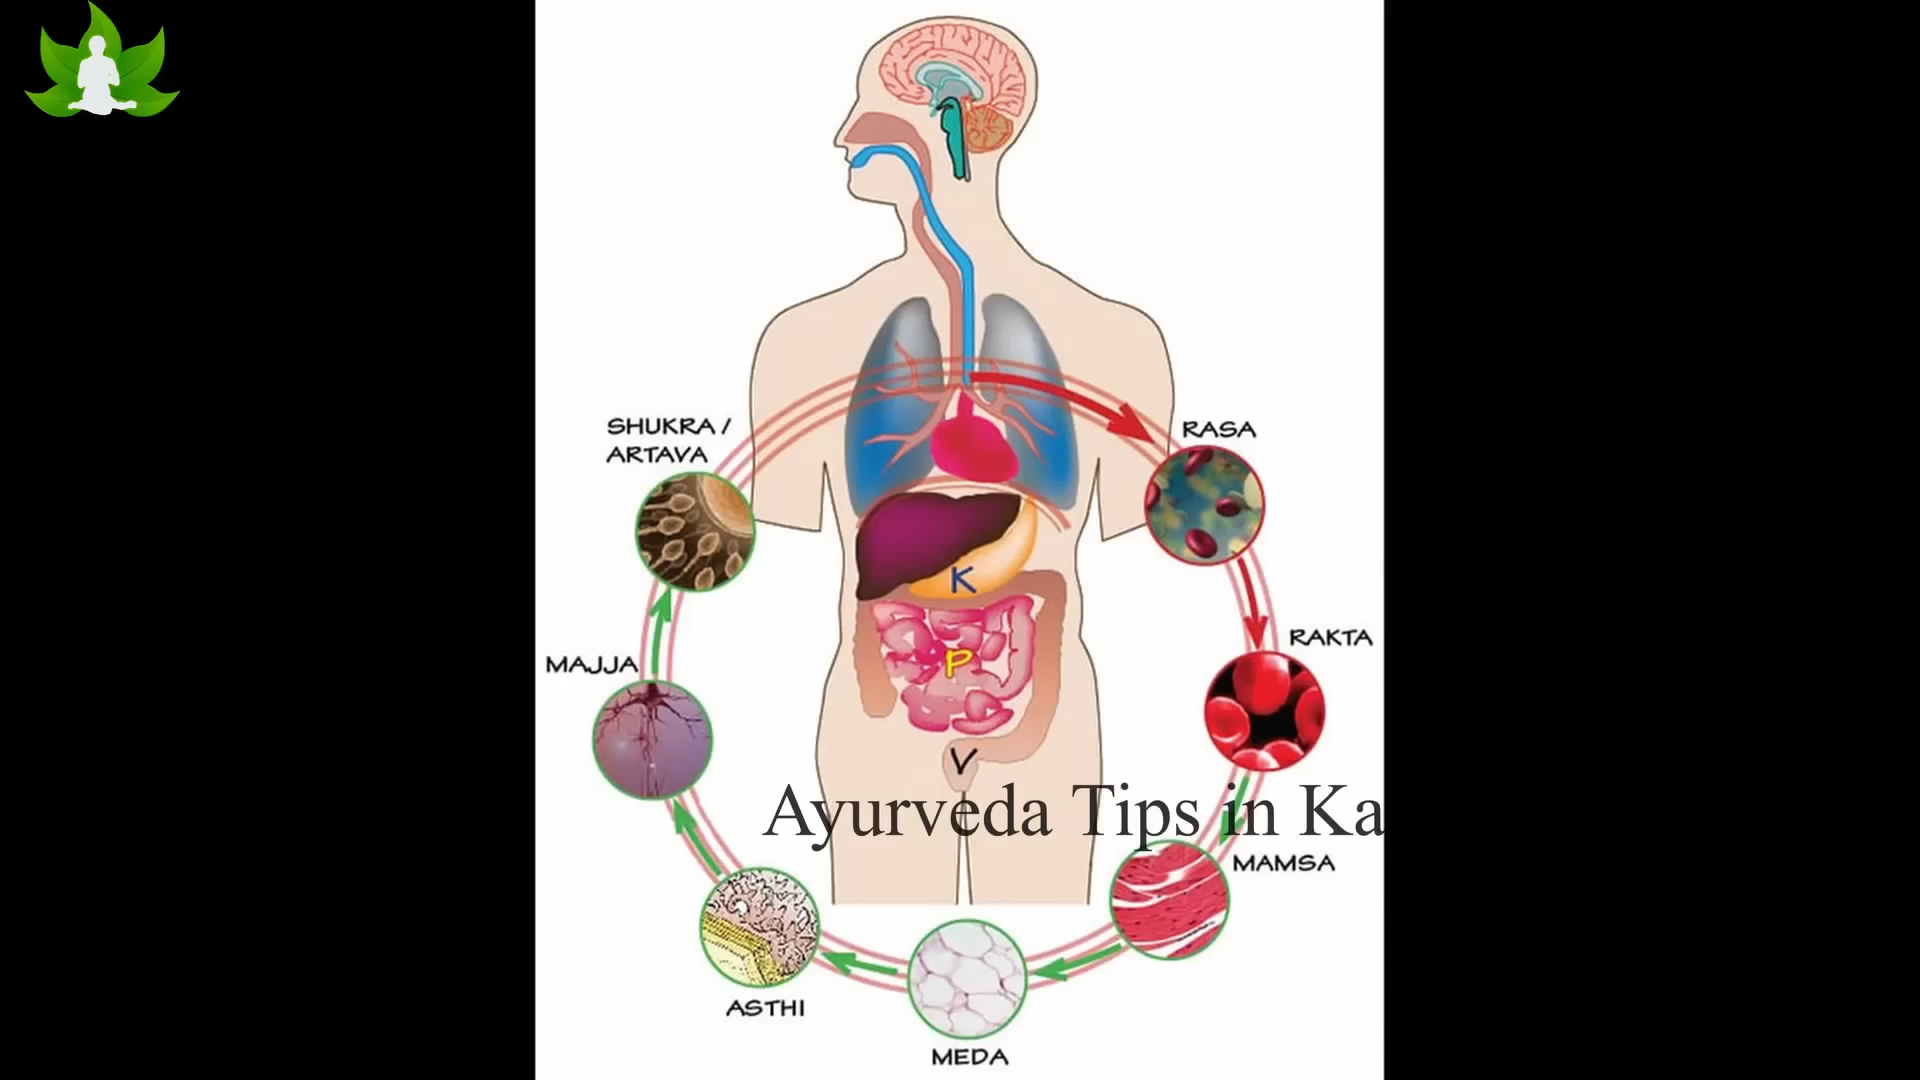 SHUKRA /
ARTAVA
RASA
K
RAKTA
MAJJA
P
V
Ayurveda Tips in Ka
MAMSA
ASTHI
MEDA